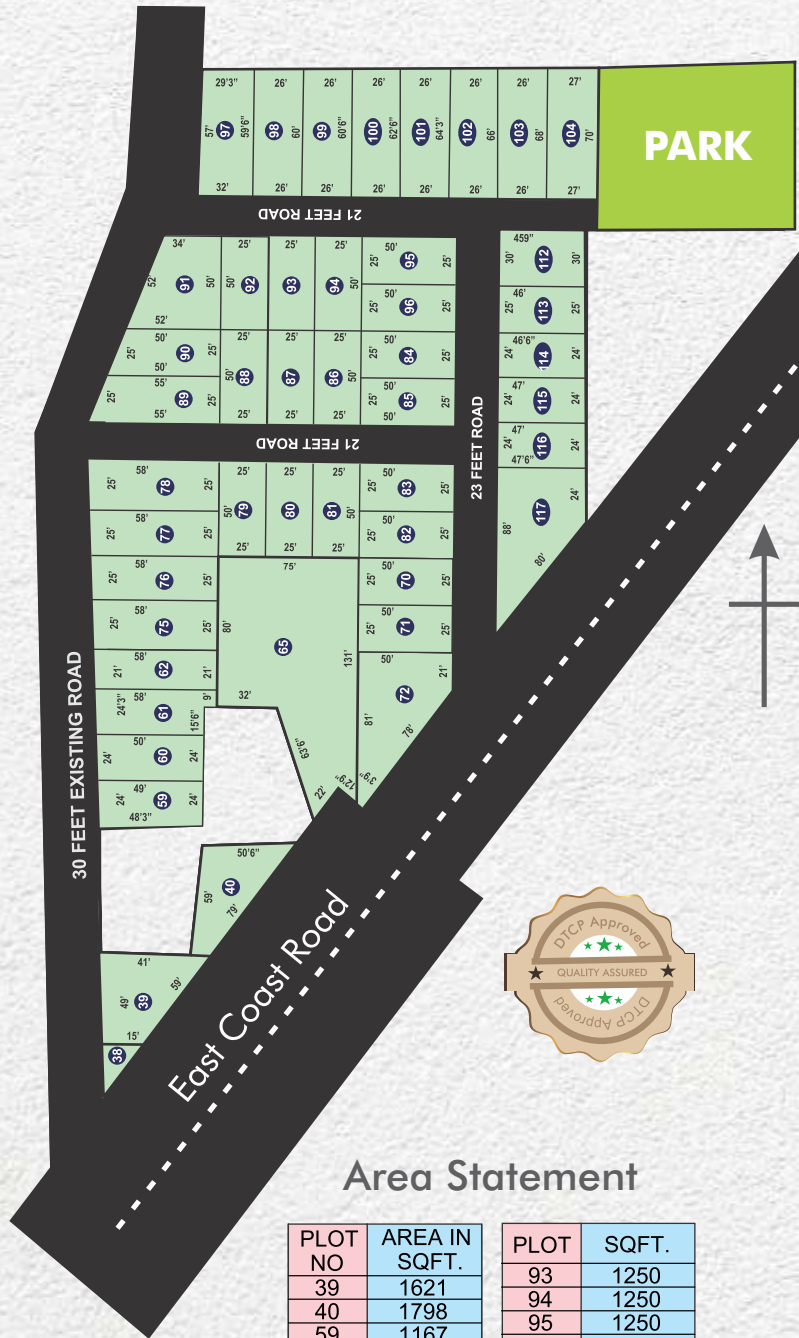 29'3" 26' 26' 26' 26' 26' 26' 27'
57' 97 59'6" 98 60' 99 60'6" 100 62'6" 101 64'3" 102 66' 103 68' 104 70'
32' 26' 26' 26' 26' 26' 26' 27'
PARK
21 FEET ROAD
34' 25' 25' 25' 50'
52' 91 50' 50' 92 93 94 50' 25' 95 25'
52'
50'
25' 96 25'
459" 30' 112 30'
46' 25' 113 25'
46'6" 24' 114 24'
47' 24' 115 24'
47' 24' 116 24'
47'6"
88' 117 24'
80'
50' 25' 90 25'
50'
55' 25' 89 25'
55'
25' 25' 25' 50'
50' 88 87 86 50' 25' 84 25'
50' 25' 85 25'
25' 25' 25' 50'
21 FEET ROAD
23 FEET ROAD
58' 25' 78 25'
58' 25' 77 25'
58' 25' 76 25'
58' 25' 75 25'
58' 21' 62 21'
58' 24'3" 61 9' 15'6"
50' 24' 60 24'
49' 24' 59 24'
48'3"
25' 25' 25' 50'
50' 79 80 81 50' 25' 83 25'
50' 25' 82 25'
25' 25' 25'
75'
80' 65 131'
32'
63'6"
22' 12'9"
50' 25' 70 25'
50' 25' 71 25'
50' 21'
81' 72 78'
3'9"
30 FEET EXISTING ROAD
50'6"
59' 40 79'
41'
49' 39 59'
15'
38
East Coast Road
DTCP Approved
QUALITY ASSURED
DTCP Approved
Area Statement
PLOT NO AREA IN SQFT.
39 1621
40 1798
59 1167
PLOT SQFT.
93 1250
94 1250
95 1250